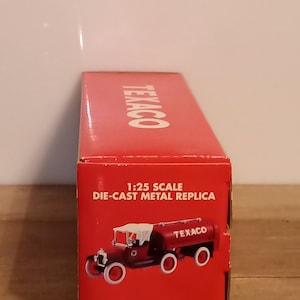 TEXACO
1:25 SCALE
DIE-CAST METAL REPLICA
TEXACO